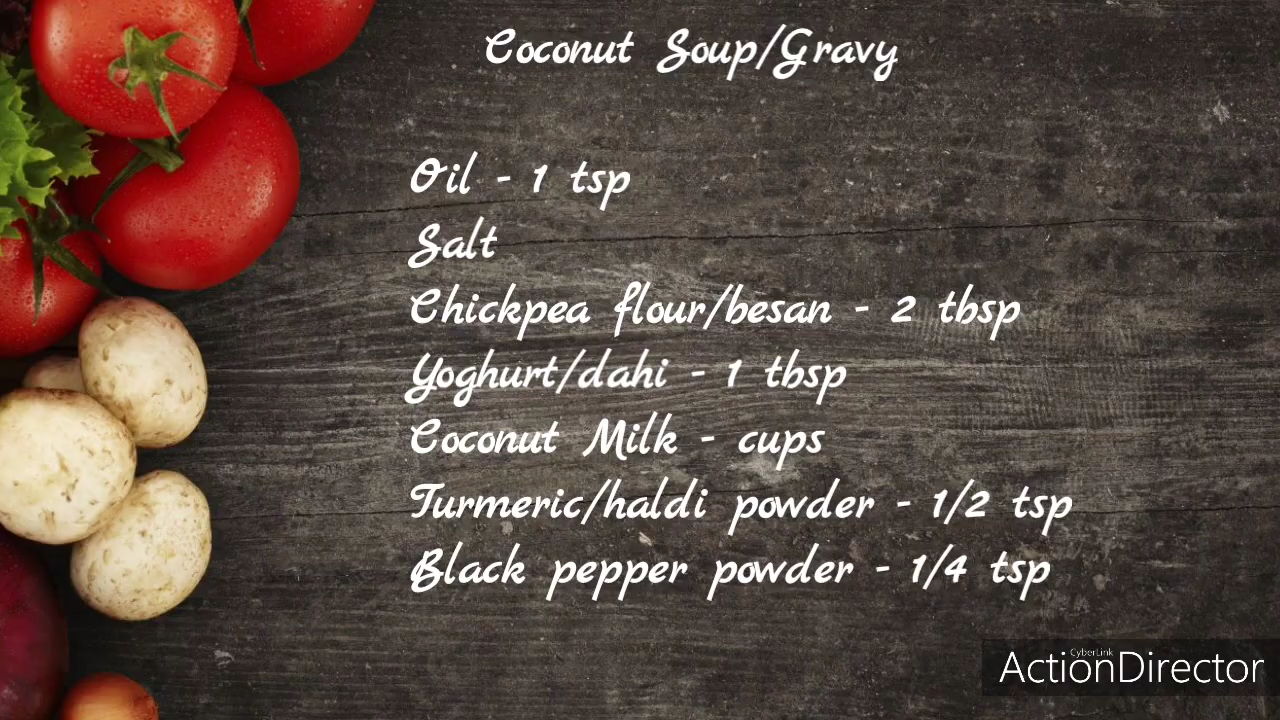 Coconut Soup/Gravy
Oil - 1 tsp
Salt
Chickpea flour/besan - 2 tbsp
Yoghurt/dahi - 1 tbsp
Coconut Milk - cups
Turmeric/haldi powder - 1/2 tsp
Black pepper powder - 1/4 tsp
CyberLink
ActionDirector